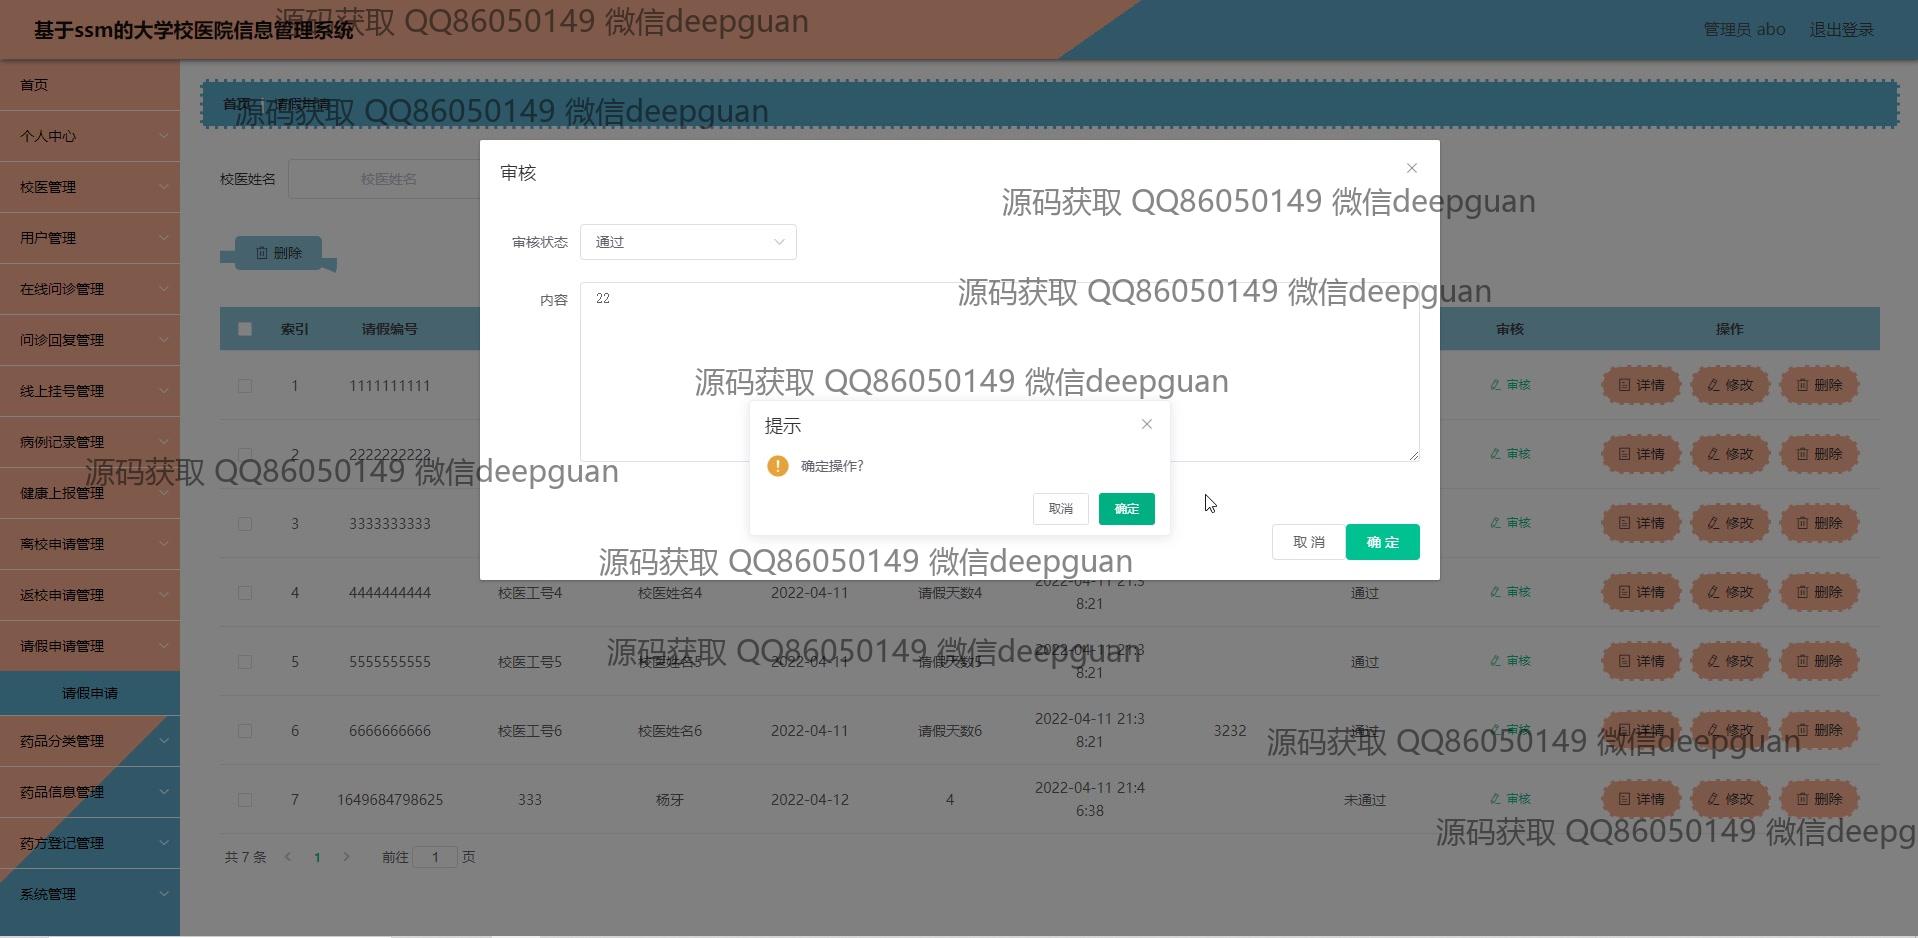 基于ssm的大学校医院信息管理系统
源码获取 QQ86050149 微信deepguan
管理员 abo 退出登录
首页
个人中心
校医管理
用户管理
在线问诊管理
问诊回复管理
线上挂号管理
病例记录管理
健康上报管理
离校申请管理
返校申请管理
请假申请管理
请假申请
药品分类管理
药品信息管理
药方登记管理
系统管理
首页 请假申请
源码获取 QQ86050149 微信deepguan
校医姓名 校医姓名
删除
审核
源码获取 QQ86050149 微信deepguan
审核状态 通过
内容 22
源码获取 QQ86050149 微信deepguan
源码获取 QQ86050149 微信deepguan
提示
确定操作?
取消 确定
取 消 确 定
源码获取 QQ86050149 微信deepguan
源码获取 QQ86050149 微信deepguan
索引 请假编号 审核 操作
1 1111111111 审核 详情 修改 删除
2 2222222222 审核 详情 修改 删除
3 3333333333 审核 详情 修改 删除
4 4444444444 校医工号4 校医姓名4 2022-04-11 请假天数4 2022-04-11 21:3
8:21 通过 审核 详情 修改 删除
5 5555555555 校医工号5 校医姓名5 2022-04-11 请假天数5 2022-04-11 21:3
8:21 通过 审核 详情 修改 删除
源码获取 QQ86050149 微信deepguan
6 6666666666 校医工号6 校医姓名6 2022-04-11 请假天数6 2022-04-11 21:3
8:21 3232 通过 审核 详情 修改 删除
源码获取 QQ86050149 微信deepguan
7 1649684798625 333 杨牙 2022-04-12 4 2022-04-11 21:4
6:38 未通过 审核 详情 修改 删除
源码获取 QQ86050149 微信deepg
共 7 条 1 前往 1 页